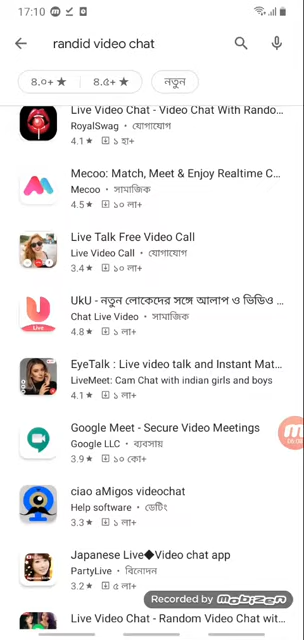 17:10
randid video chat
৪.০+ ★ ৪.৫+ ★ নতুন
Live Video Chat - Video Chat With Rando...
RoyalSwag • যোগাযোগ
4.1 ★ ১ হা+
Mecoo: Match, Meet & Enjoy Realtime C...
Mecoo • সামাজিক
4.5 ★ ১০ লা+
Live Talk Free Video Call
Live Video Call • যোগাযোগ
3.4 ★ ১০ লা+
UkU - নতুন লোকেদের সঙ্গে আলাপ ও ভিডিও ...
Chat Live Video • সামাজিক
4.8 ★ ১ লা+
Live
EyeTalk : Live video talk and Instant Mat...
LiveMeet: Cam Chat with indian girls and boys
4.1 ★ ১ লা+
Google Meet - Secure Video Meetings
Google LLC • ব্যবসায়
3.9 ★ ১০ কো+
ciao aMigos videochat
Help software • ডেটিং
3.3 ★ ১ লা+
Japanese Live◆Video chat app
PartyLive • বিনোদন
3.2 ★ ৫ লা+
Recorded by MOBIZEN
Live Video Chat - Random Video Chat wit...